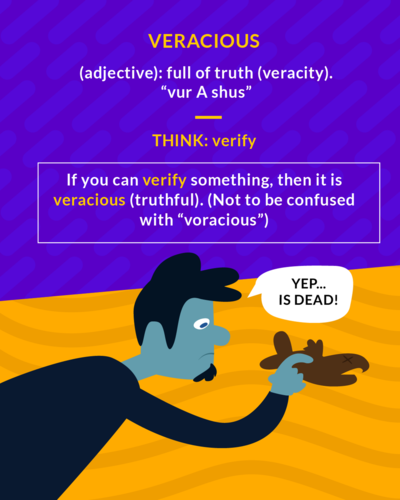 VERACIOUS
(adjective): full of truth (veracity).
“vur A shus”
THINK: verify
If you can verify something, then it is
veracious (truthful). (Not to be confused
with “voracious”)
YEP...
IS DEAD!